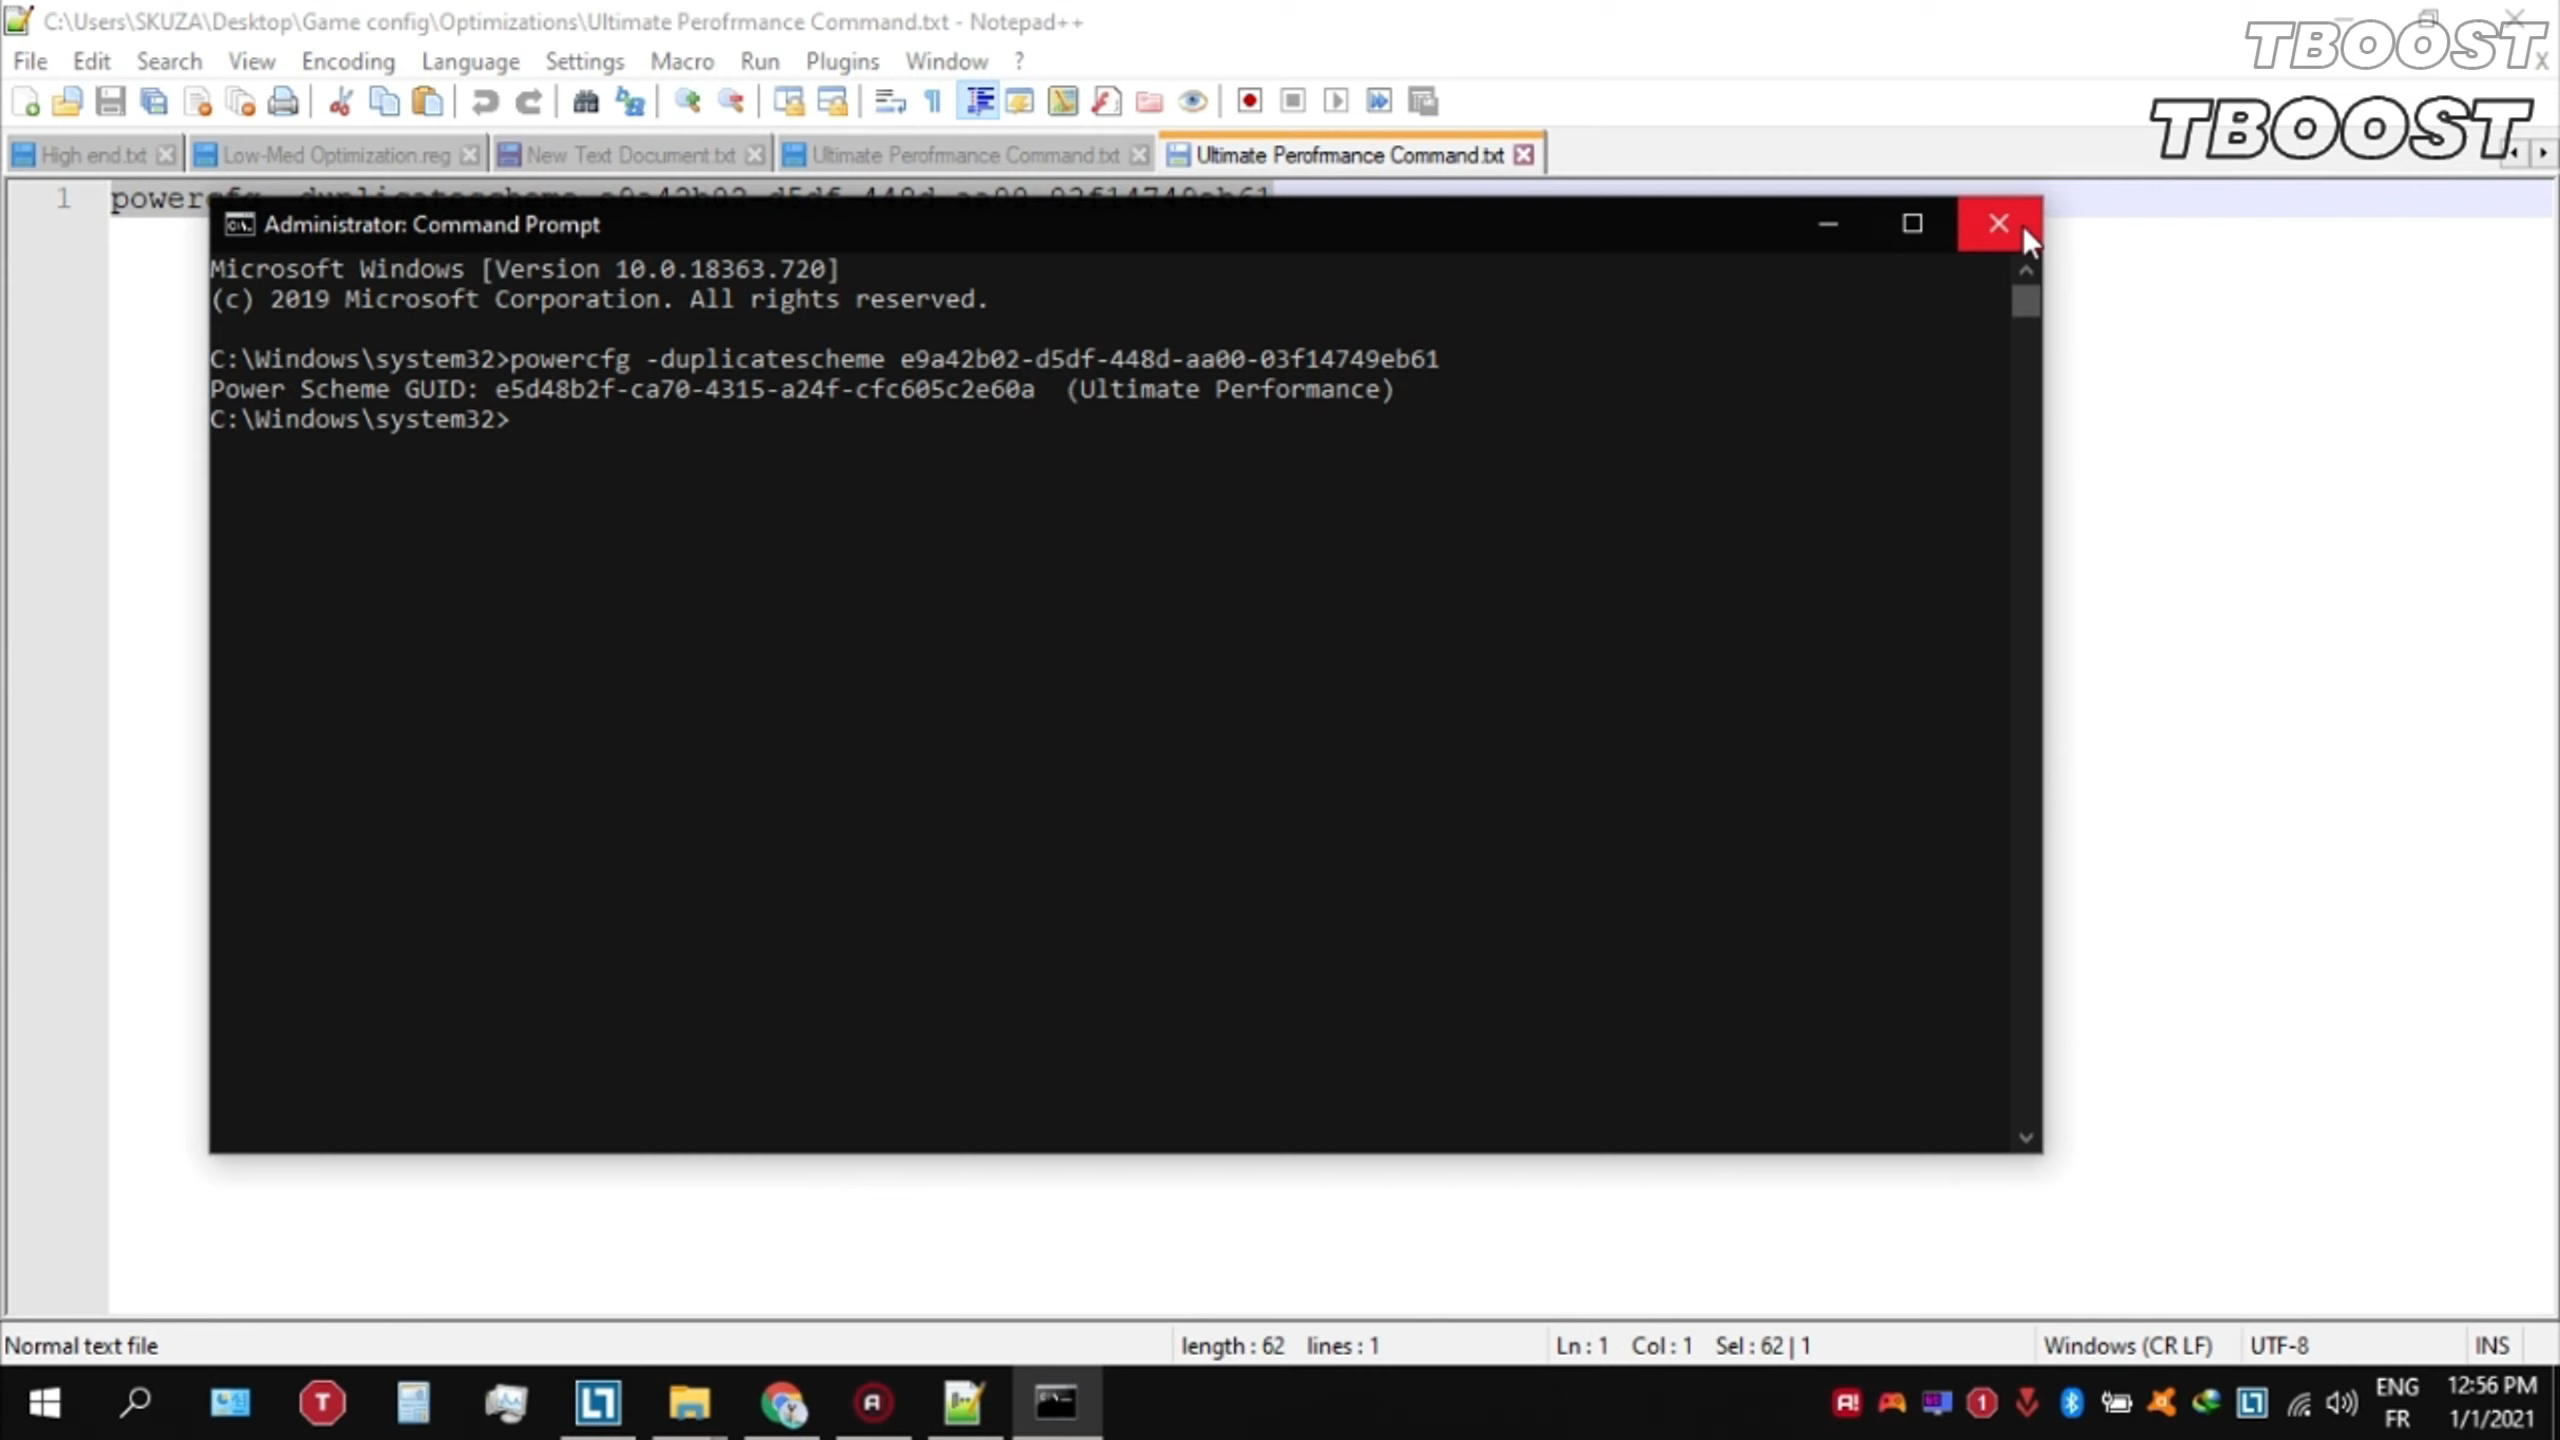 C:\Users\SKUZA\Desktop\Game config\Optimizations\Ultimate Perofrmance Command.txt - Notepad++
TBOOST
File Edit Search View Encoding Language Settings Macro Run Plugins Window ?
TBOOST
High end.txt Low-Med Optimization.reg New Text Document.txt Ultimate Perofrmance Command.txt Ultimate Perofrmance Command.txt
1 powercfg -duplicatescheme e9a42b02-d5df-448d-aa00-03f14749eb61
Administrator: Command Prompt
Microsoft Windows [Version 10.0.18363.720]
(c) 2019 Microsoft Corporation. All rights reserved.
C:\Windows\system32>powercfg -duplicatescheme e9a42b02-d5df-448d-aa00-03f14749eb61
Power Scheme GUID: e5d48b2f-ca70-4315-a24f-cfc605c2e60a (Ultimate Performance)
C:\Windows\system32>
Normal text file length : 62 lines : 1 Ln : 1 Col : 1 Sel : 62 | 1 Windows (CR LF) UTF-8 INS
ENG 12:56 PM
FR 1/1/2021